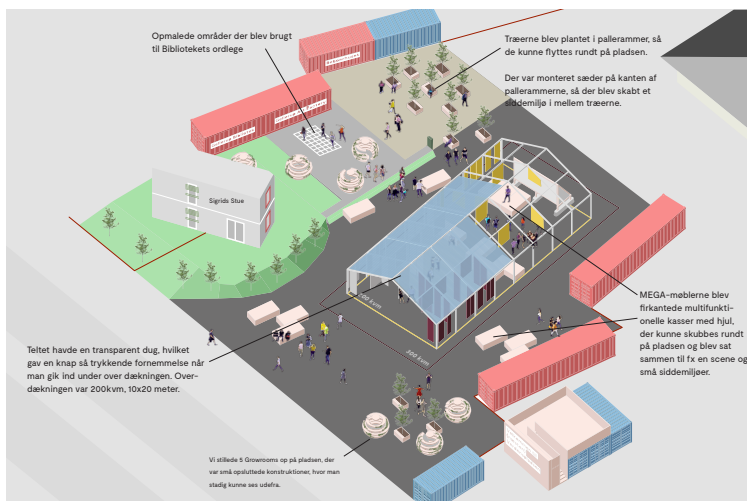 Opmalede områder der blev brugt
til Bibliotekets ordlege
Træerne blev plantet i pallerammer, så
de kunne flyttes rundt på pladsen.
Der var monteret sæder på kanten af
pallerammerne, så der blev skabt et
siddemiljø i mellem træerne.
Sigrids Stue
200 kvm
300 kvm
MEGA-møblerne blev
firkantede multifunkti-
onelle kasser med hjul,
der kunne skubbes rundt
på pladsen og blev sat
sammen til fx en scene og
små siddemiljøer.
Teltet havde en transparent dug, hvilket
gav en knap så trykkende fornemmelse når
man gik ind under over dækningen. Over-
dækningen var 200kvm, 10x20 meter.
Vi stillede 5 Growrooms op på pladsen, der
var små opsluttede konstruktioner, hvor man
stadig kunne ses udefra.